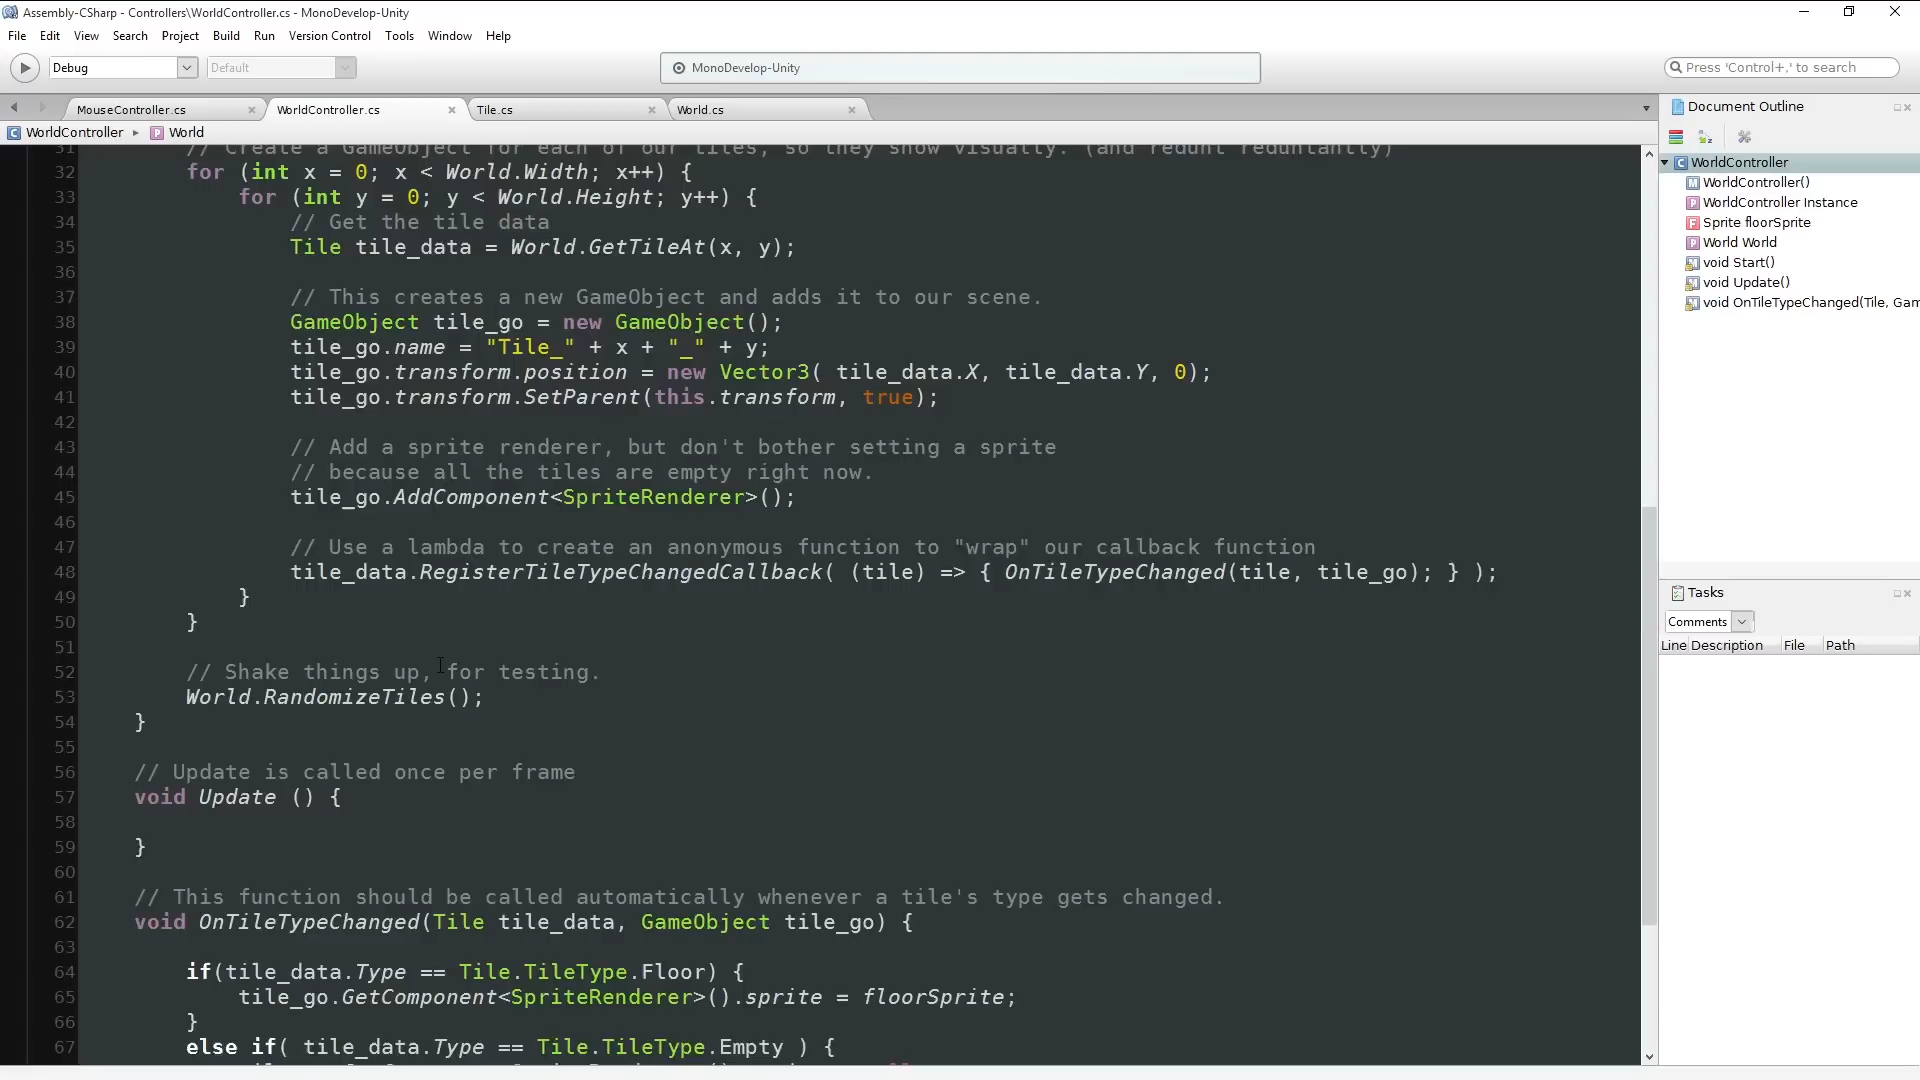 Assembly-CSharp - Controllers\WorldController.cs - MonoDevelop-Unity
File Edit View Search Project Build Run Version Control Tools Window Help
Debug Default MonoDevelop-Unity Press 'Control+,' to search
MouseController.cs WorldController.cs Tile.cs World.cs
WorldController World
31 // Create a GameObject for each of our tiles, so they show visually. (and redunt reduntantly)
32 for (int x = 0; x < World.Width; x++) {
33 for (int y = 0; y < World.Height; y++) {
34 // Get the tile data
35 Tile tile_data = World.GetTileAt(x, y);
36
37 // This creates a new GameObject and adds it to our scene.
38 GameObject tile_go = new GameObject();
39 tile_go.name = "Tile_" + x + "_" + y;
40 tile_go.transform.position = new Vector3( tile_data.X, tile_data.Y, 0);
41 tile_go.transform.SetParent(this.transform, true);
42
43 // Add a sprite renderer, but don't bother setting a sprite
44 // because all the tiles are empty right now.
45 tile_go.AddComponent<SpriteRenderer>();
46
47 // Use a lambda to create an anonymous function to "wrap" our callback function
48 tile_data.RegisterTileTypeChangedCallback( (tile) => { OnTileTypeChanged(tile, tile_go); } );
49 }
50 }
51
52 // Shake things up, for testing.
53 World.RandomizeTiles();
54 }
55
56 // Update is called once per frame
57 void Update () {
58
59 }
60
61 // This function should be called automatically whenever a tile's type gets changed.
62 void OnTileTypeChanged(Tile tile_data, GameObject tile_go) {
63
64 if(tile_data.Type == Tile.TileType.Floor) {
65 tile_go.GetComponent<SpriteRenderer>().sprite = floorSprite;
66 }
67 else if( tile_data.Type == Tile.TileType.Empty ) {
Document Outline
WorldController
WorldController()
WorldController Instance
Sprite floorSprite
World World
void Start()
void Update()
void OnTileTypeChanged(Tile, Gam
Tasks
Comments
Line Description File Path